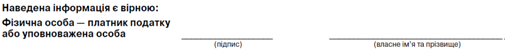 Наведена інформація є вірною:
Фізична особа — платник податку
або уповноважена особа
(підпис)
(власне ім’я та прізвище)